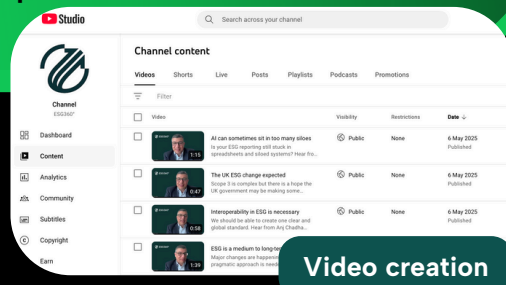 Studio
Search across your channel
Channel content
Videos Shorts Live Posts Playlists Podcasts Promotions
Filter
Channel
ESG360°
Video Visibility Restrictions Date ↓
Dashboard
Content
Analytics
Community
Subtitles
Copyright
Earn
AI can sometimes sit in too many siloes
Is your ESG reporting still stuck in
spreadsheets and siloed systems? Hear fro...
1:15
Public None 6 May 2025
Published
The UK ESG change expected
Scope 3 is complex but there is a hope the
UK government may be making some...
0:47
Public None 6 May 2025
Published
Interoperability in ESG is necessary
We should be able to create one clear and
global standard. Hear from Anj Chadha...
0:58
Public None 6 May 2025
Published
ESG is a medium to long-ter
Major changes are happenin
pragmatic approach is neede
1:39
Video creation